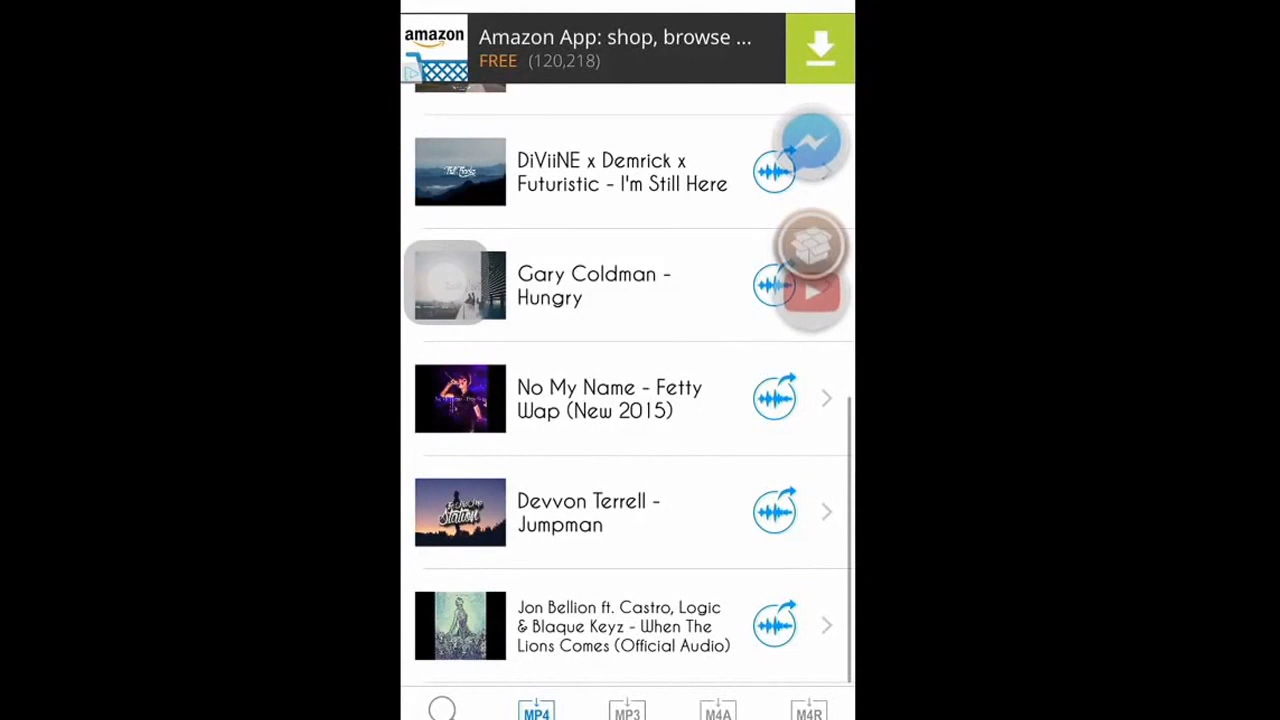 amazon
Amazon App: shop, browse ...
FREE (120,218)
DiViiNE x Demrick x
Futuristic - I'm Still Here
Gary Coldman -
Hungry
No My Name - Fetty
Wap (New 2015)
Devvon Terrell -
Jumpman
Station
Jon Bellion ft. Castro, Logic
& Blaque Keyz - When The
Lions Comes (Official Audio)
MP4
MP3
M4A
M4R